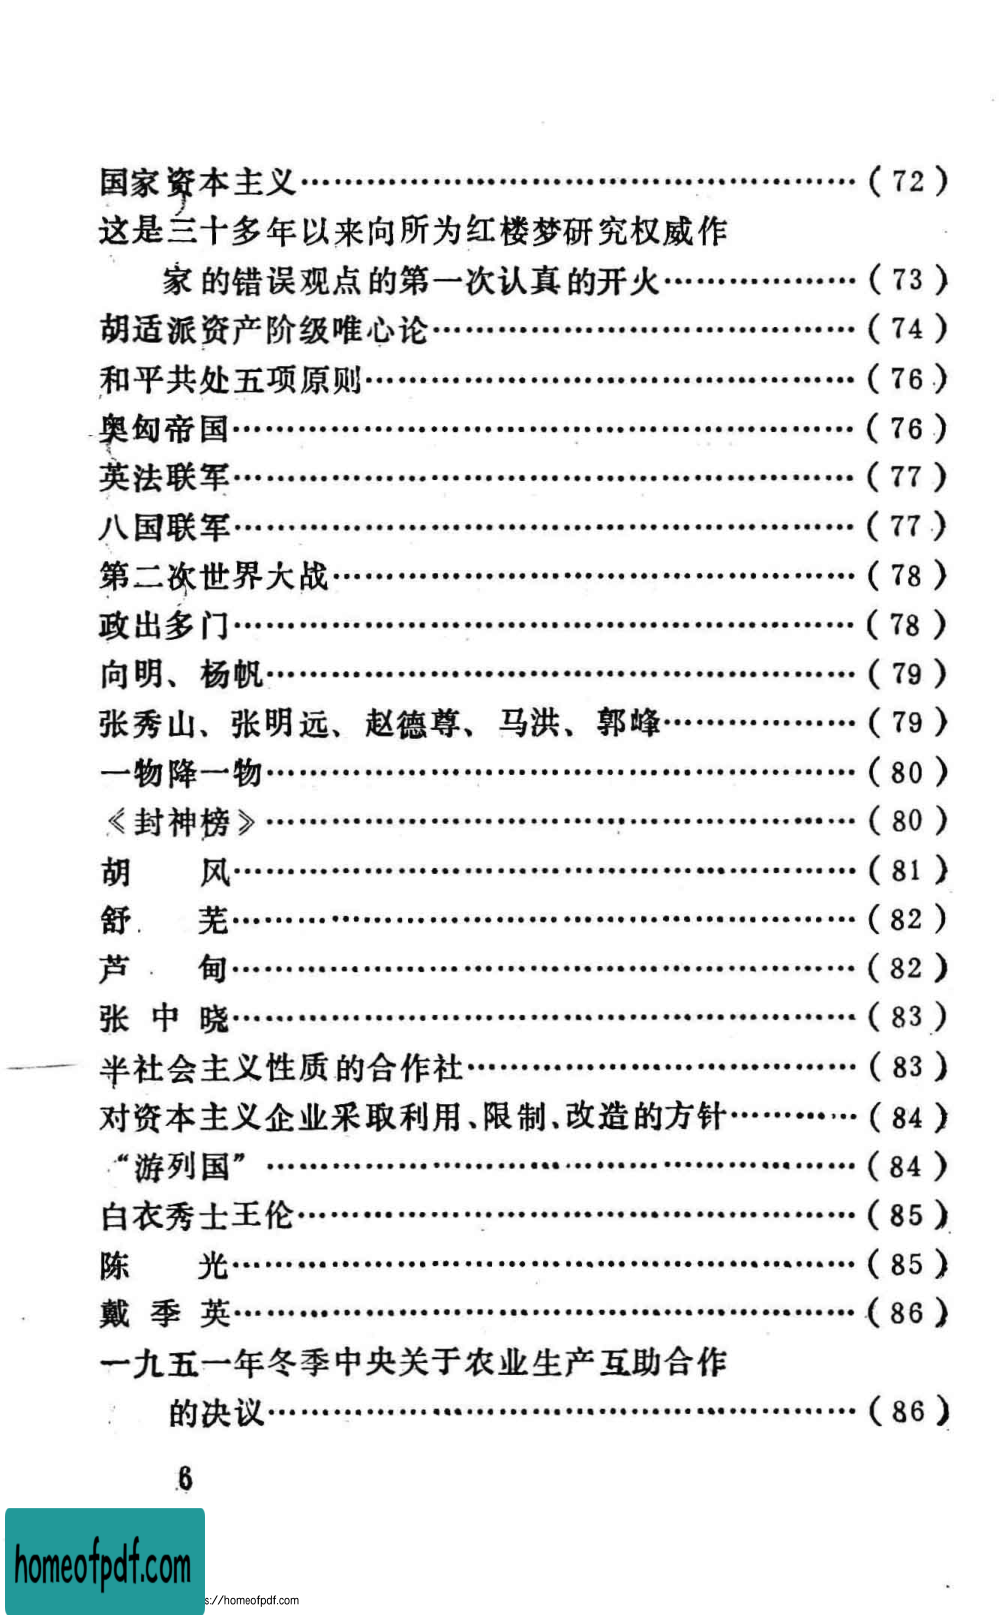 国家资本主义……………………………………………(72)
这是三十多年以来向所为红楼梦研究权威作
家的错误观点的第一次认真的开火………………(73)
胡适派资产阶级唯心论…………………………………(74)
和平共处五项原则………………………………………(76)
奥匈帝国…………………………………………………(76)
英法联军…………………………………………………(77)
八国联军…………………………………………………(77)
第二次世界大战…………………………………………(78)
政出多门…………………………………………………(78)
向明、杨帆………………………………………………(79)
张秀山、张明远、赵德尊、马洪、郭峰………………(79)
一物降一物………………………………………………(80)
《封神榜》………………………………………………(80)
胡　　风…………………………………………………(81)
舒　　芜…………………………………………………(82)
芦　　甸…………………………………………………(82)
张中晓……………………………………………………(83)
半社会主义性质的合作社………………………………(83)
对资本主义企业采取利用、限制、改造的方针…………(84)
“游列国”………………………………………………(84)
白衣秀士王伦……………………………………………(85)
陈　　光…………………………………………………(85)
戴季英……………………………………………………(86)
一九五一年冬季中央关于农业生产互助合作
的决议………………………………………………(86)
6
homeofpdf.com
s://homeofpdf.com